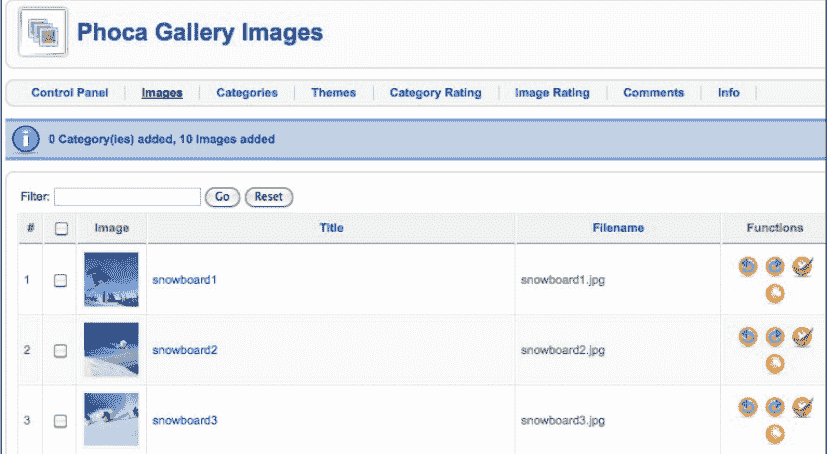 Phoca Gallery Images
Control Panel Images Categories Themes Category Rating Image Rating Comments Info
0 Category(ies) added, 10 Images added
Filter: Go Reset
# Image Title Filename Functions
1 snowboard1 snowboard1.jpg
2 snowboard2 snowboard2.jpg
3 snowboard3 snowboard3.jpg